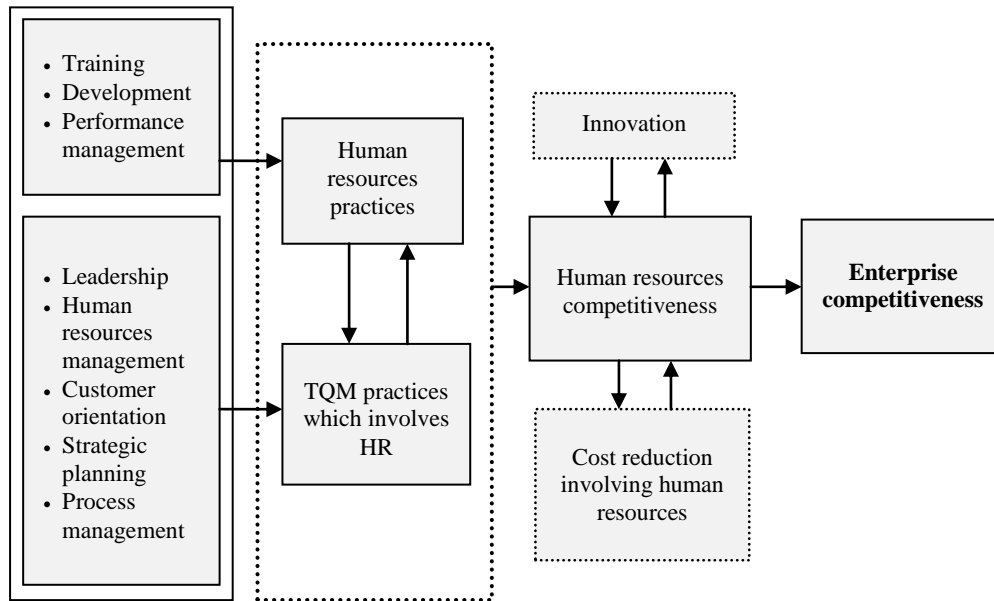 • Training
• Development
• Performance
management
Human
resources
practices
• Leadership
• Human
resources
management
• Customer
orientation
• Strategic
planning
• Process
management
TQM practices
which involves
HR
Innovation
Human resources
competitiveness
Cost reduction
involving human
resources
Enterprise
competitiveness